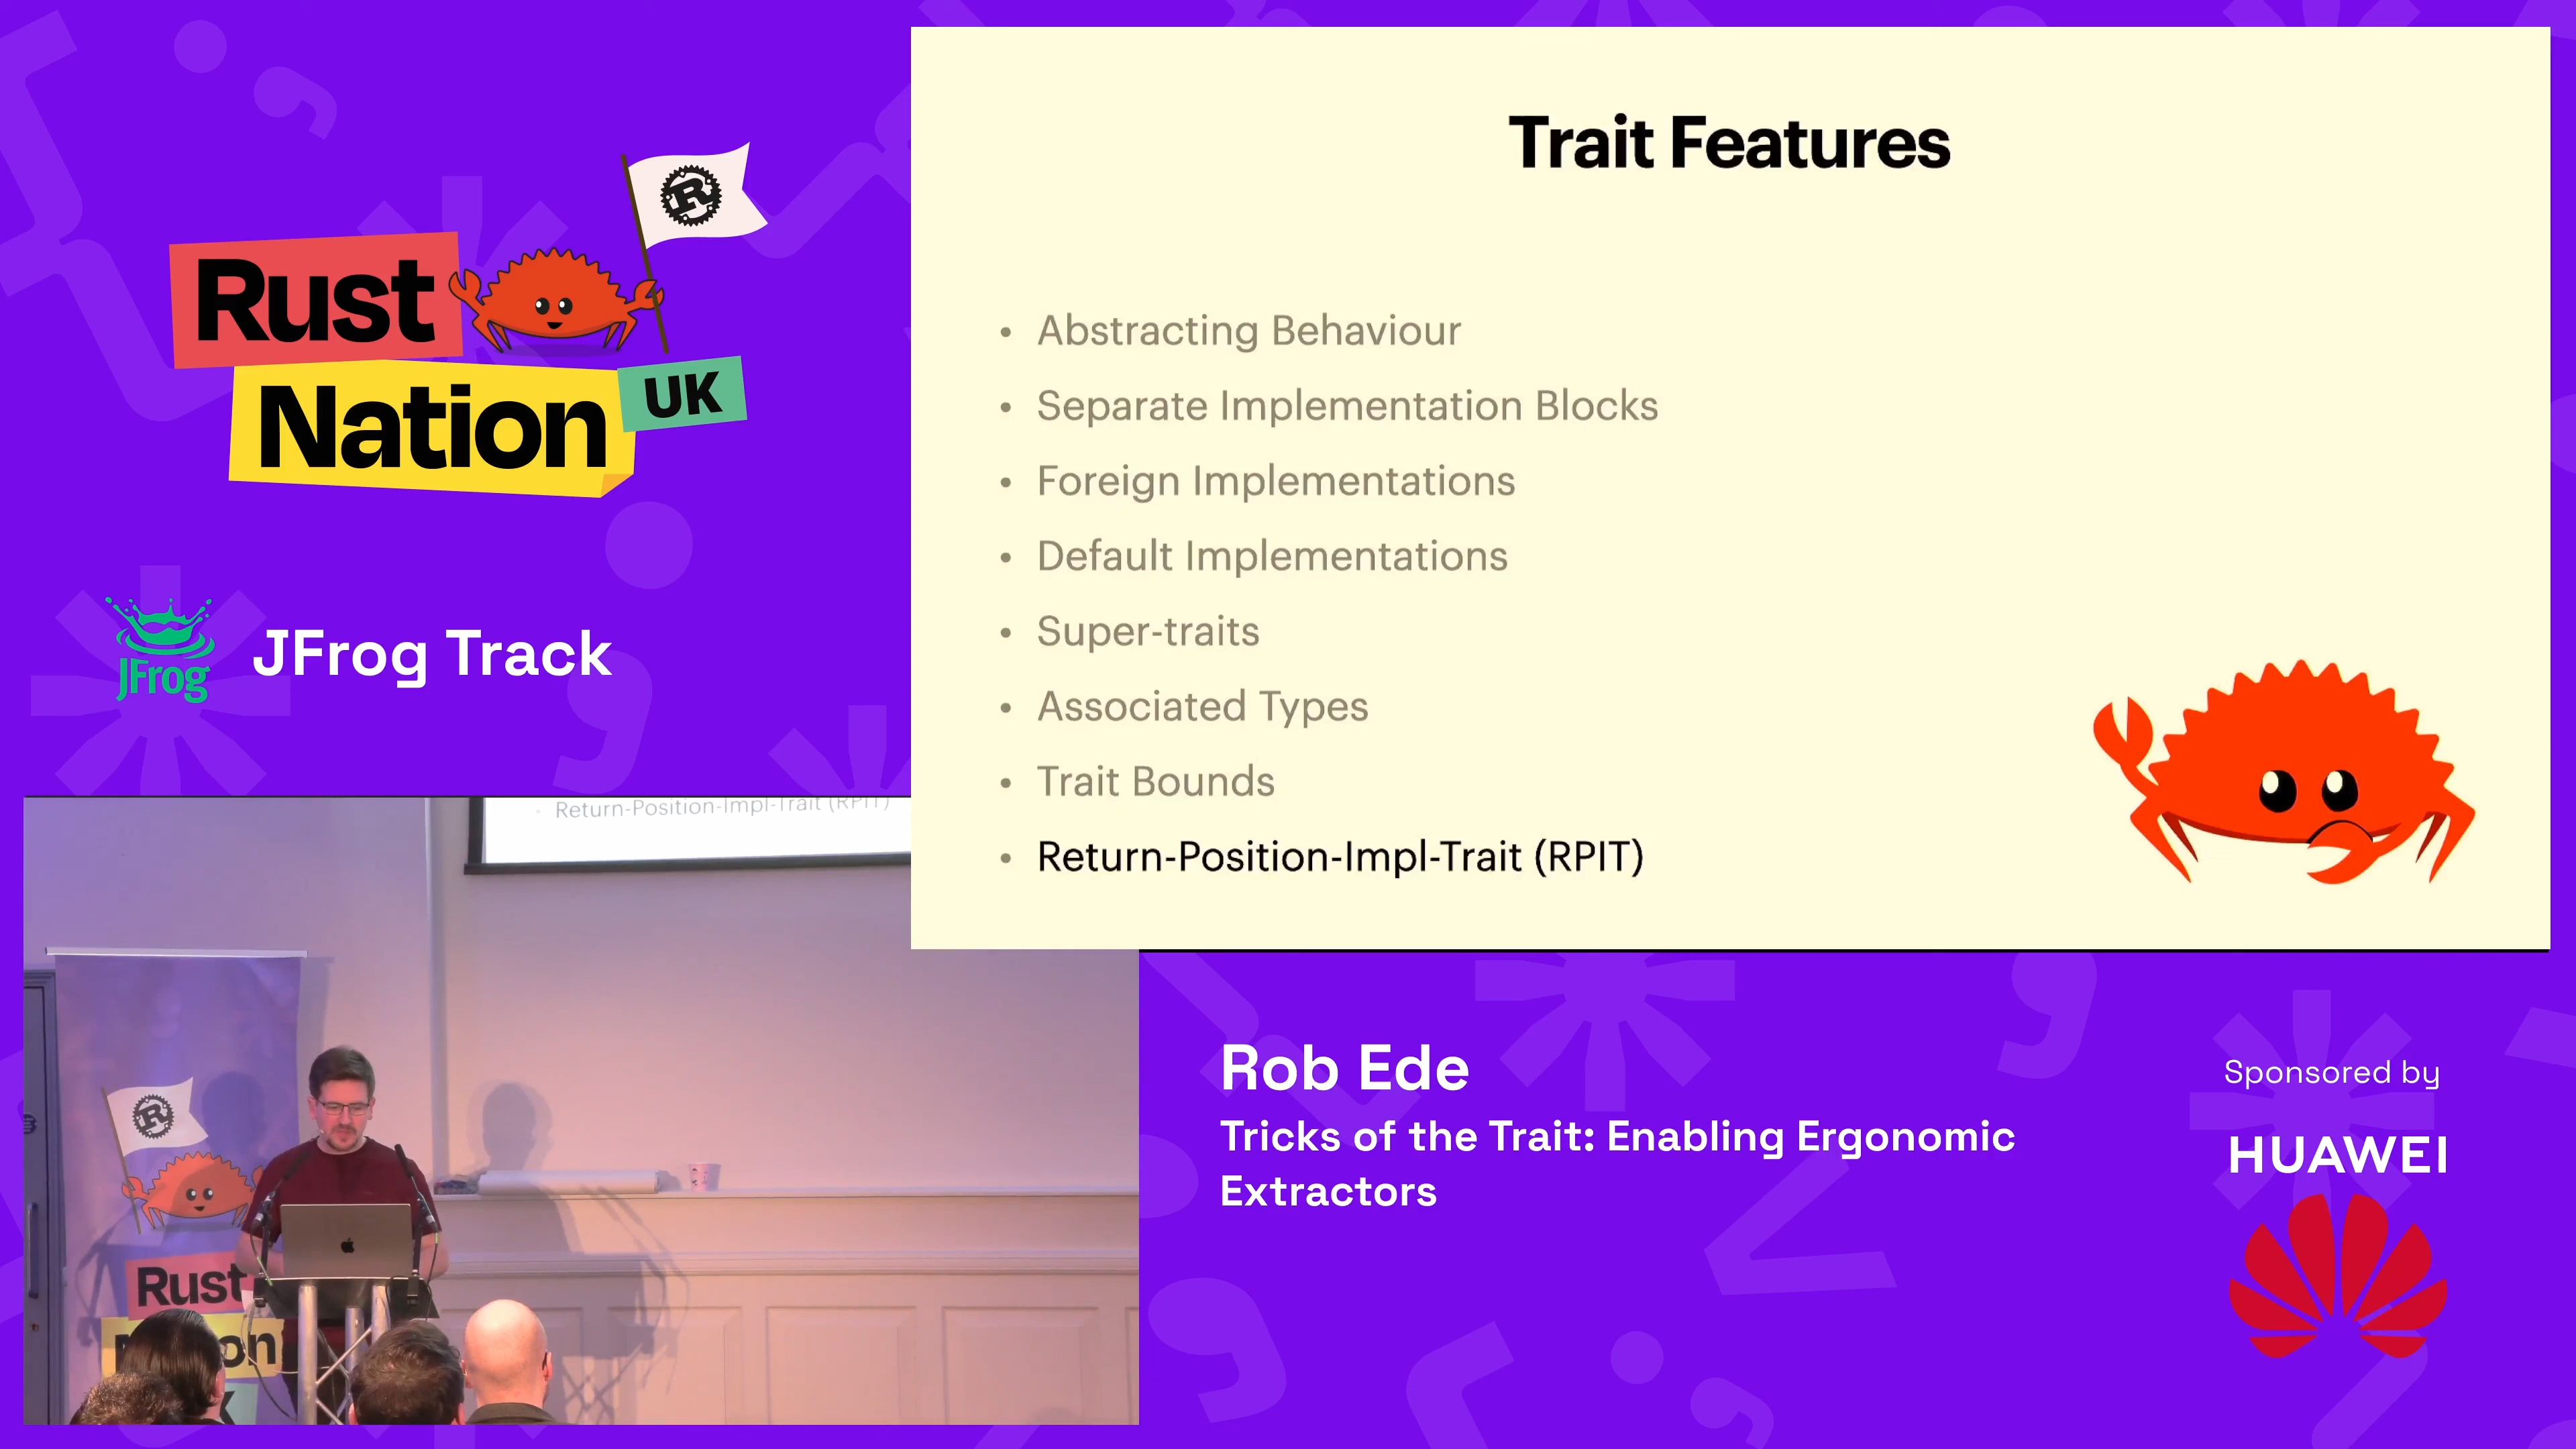 Rust
Nation
UK
R
JFrog
JFrog Track
Trait Features
• Abstracting Behaviour
• Separate Implementation Blocks
• Foreign Implementations
• Default Implementations
• Super-traits
• Associated Types
• Trait Bounds
• Return-Position-Impl-Trait (RPIT)
Return-Position-Impl-Trait (RPIT)
R
Rust
on
Rob Ede
Tricks of the Trait: Enabling Ergonomic
Extractors
Sponsored by
HUAWEI